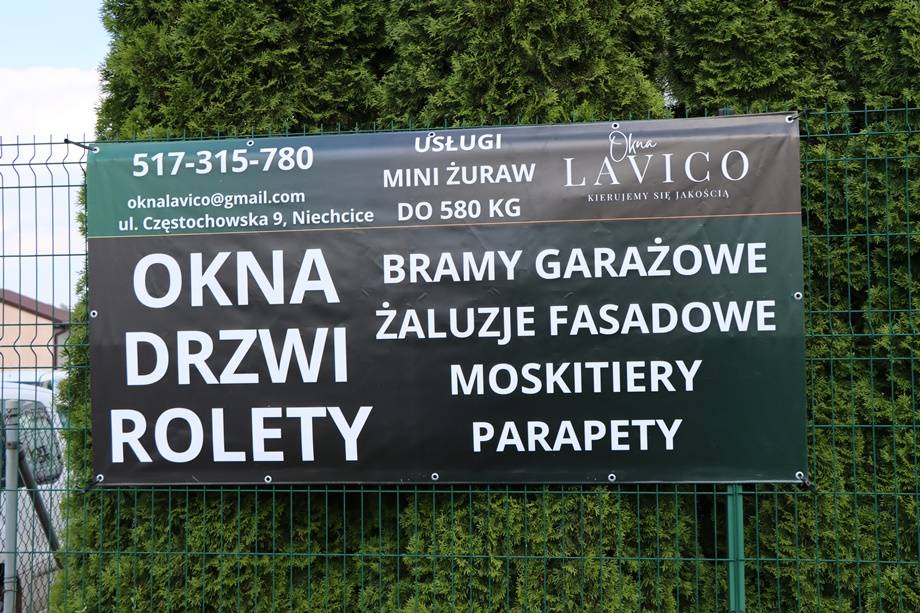 517-315-780
oknalavico@gmail.com
ul. Częstochowska 9, Niechcice
USŁUGI
MINI ŻURAW
DO 580 KG
Okna
LAVICO
KIERUJEMY SIĘ JAKOŚCIĄ
OKNA
DRZWI
ROLETY
BRAMY GARAŻOWE
ŻALUZJE FASADOWE
MOSKITIERY
PARAPETY